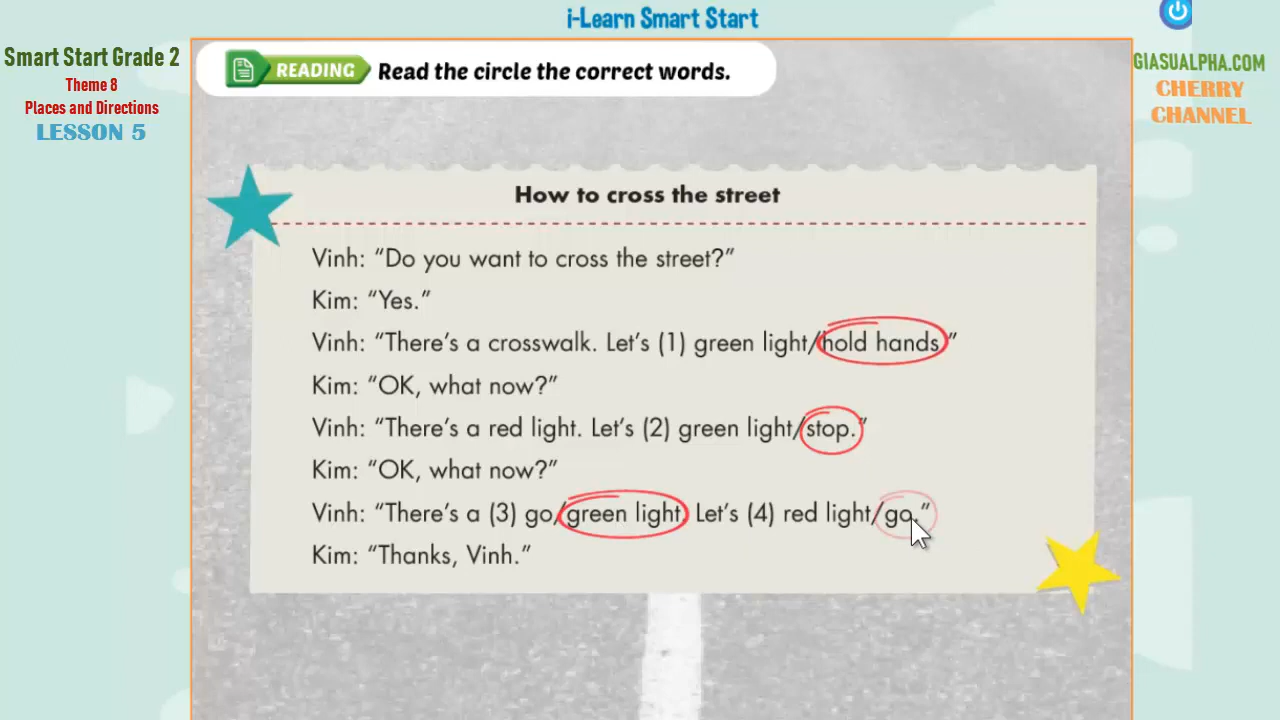 i-Learn Smart Start
Smart Start Grade 2
Theme 8
Places and Directions
LESSON 5
READING Read the circle the correct words.
GIASUALPHA.COM
CHERRY
CHANNEL
How to cross the street
Vinh: “Do you want to cross the street?”
Kim: “Yes.”
Vinh: “There’s a crosswalk. Let’s (1) green light/hold hands.”
Kim: “OK, what now?”
Vinh: “There’s a red light. Let’s (2) green light/stop.”
Kim: “OK, what now?”
Vinh: “There’s a (3) go/green light. Let’s (4) red light/go.”
Kim: “Thanks, Vinh.”